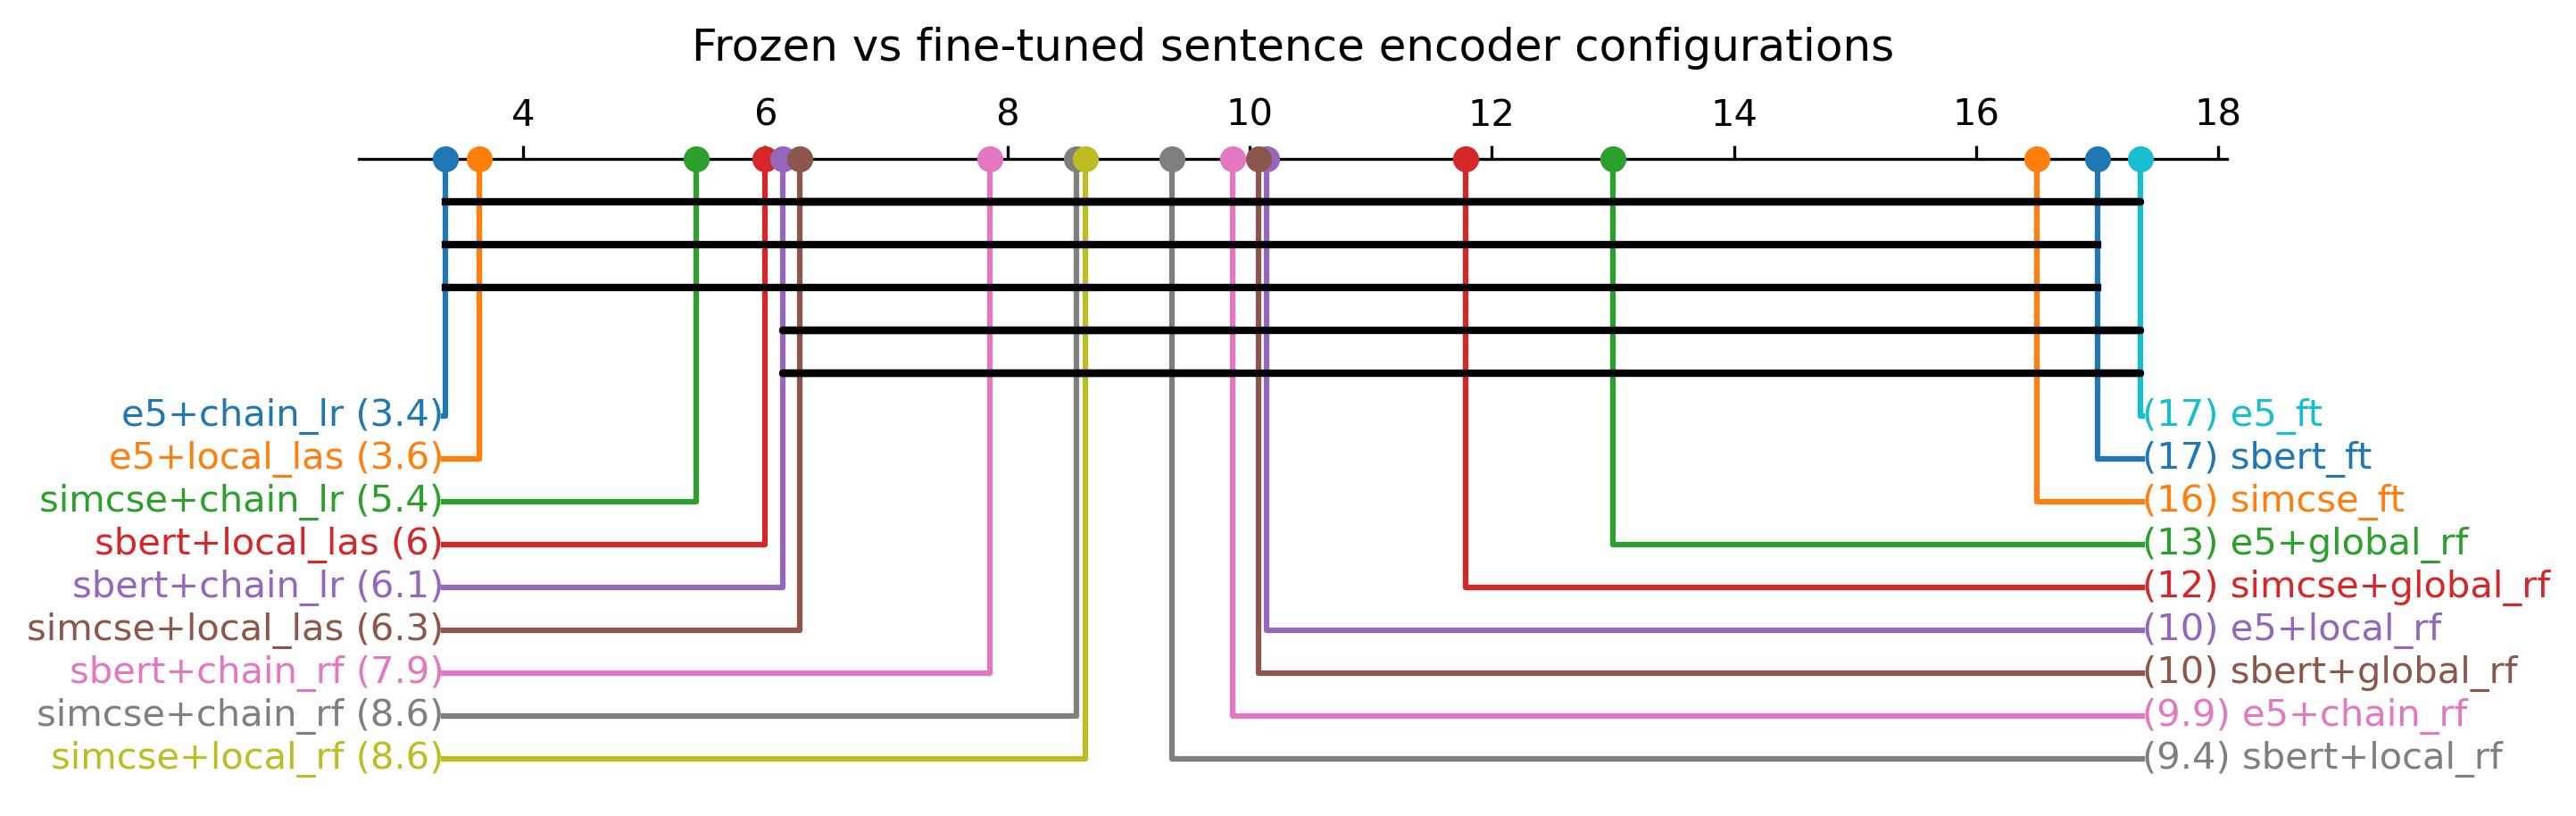 Frozen vs fine-tuned sentence encoder configurations
4 6 8 10 12 14 16 18
e5+chain_lr (3.4)
e5+local_las (3.6)
simcse+chain_lr (5.4)
sbert+local_las (6)
sbert+chain_lr (6.1)
simcse+local_las (6.3)
sbert+chain_rf (7.9)
simcse+chain_rf (8.6)
simcse+local_rf (8.6)
(17) e5_ft
(17) sbert_ft
(16) simcse_ft
(13) e5+global_rf
(12) simcse+global_rf
(10) e5+local_rf
(10) sbert+global_rf
(9.9) e5+chain_rf
(9.4) sbert+local_rf